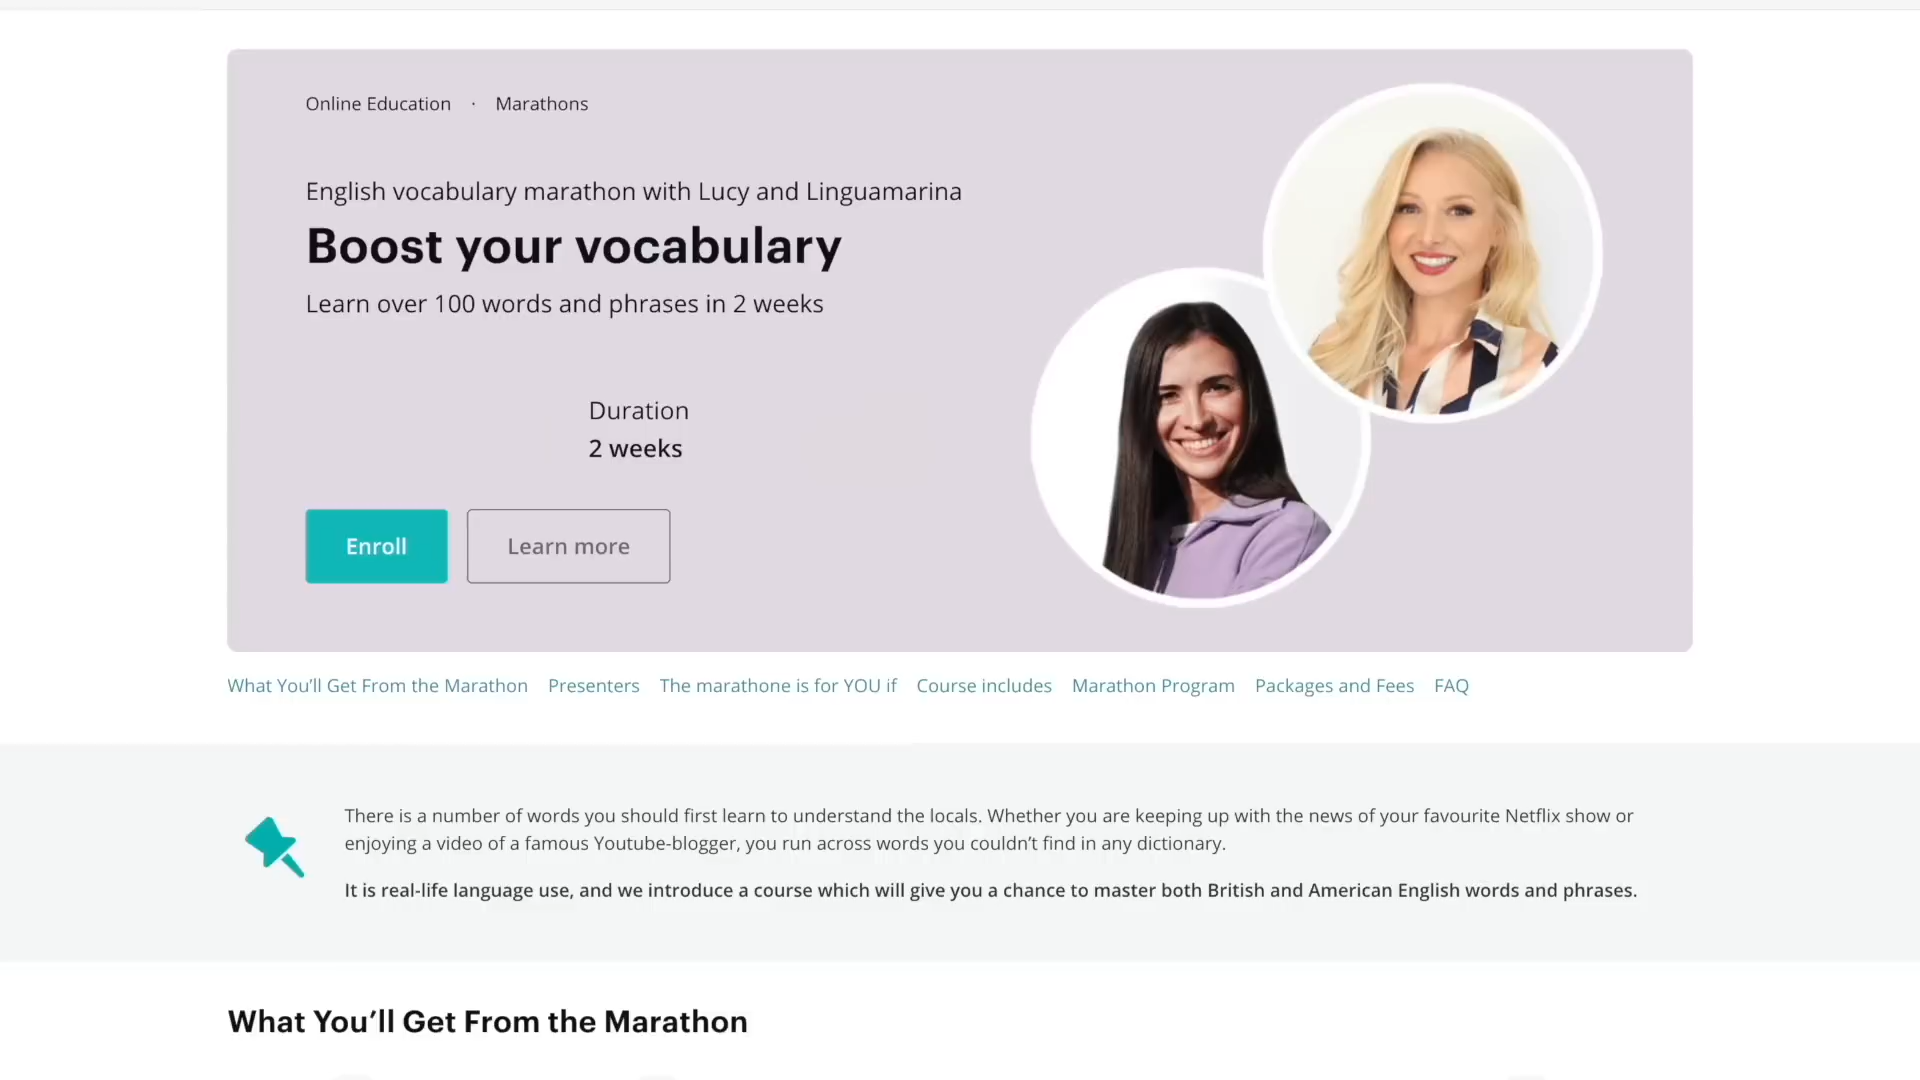 Online Education · Marathons
English vocabulary marathon with Lucy and Linguamarina
Boost your vocabulary
Learn over 100 words and phrases in 2 weeks
Duration
2 weeks
Enroll
Learn more
What You’ll Get From the Marathon Presenters The marathone is for YOU if Course includes Marathon Program Packages and Fees FAQ
There is a number of words you should first learn to understand the locals. Whether you are keeping up with the news of your favourite Netflix show or
enjoying a video of a famous Youtube-blogger, you run across words you couldn’t find in any dictionary.
It is real-life language use, and we introduce a course which will give you a chance to master both British and American English words and phrases.
What You’ll Get From the Marathon